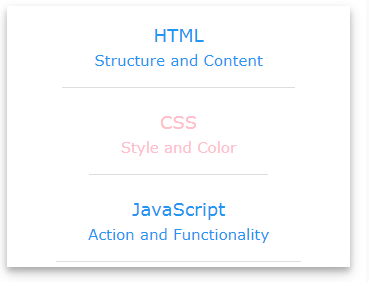 HTML
Structure and Content
CSS
Style and Color
JavaScript
Action and Functionality